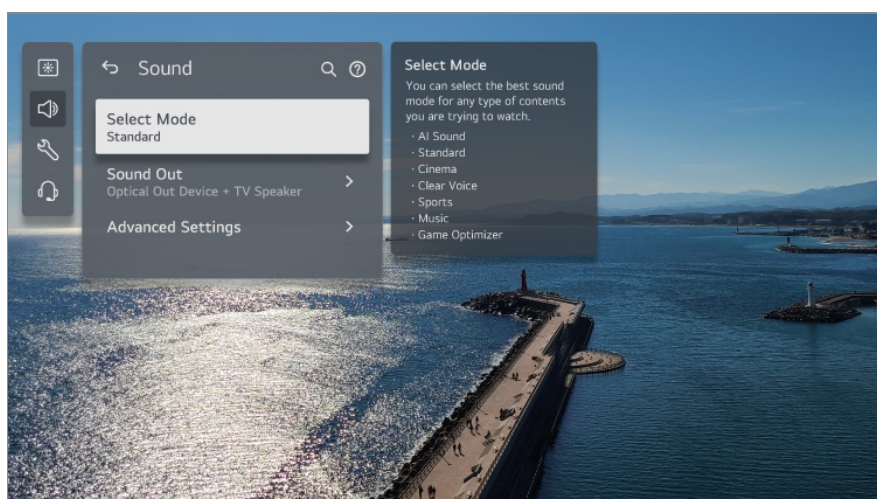 Sound
Select Mode
Standard
Sound Out
Optical Out Device + TV Speaker
Advanced Settings
Select Mode
You can select the best sound
mode for any type of contents
you are trying to watch.
· AI Sound
· Standard
· Cinema
· Clear Voice
· Sports
· Music
· Game Optimizer